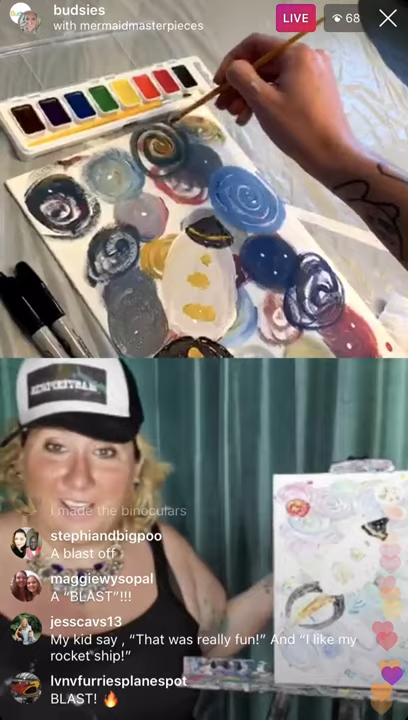 budsies
with mermaidmasterpieces
LIVE
68
i made the binoculars
stephiandbigpoo
A blast off
maggiewysopal
A “BLAST”!!!
jesscavs13
My kid say , “That was really fun!” And “I like my
rocket ship!”
lvnvfurriesplanespot
BLAST! 🔥